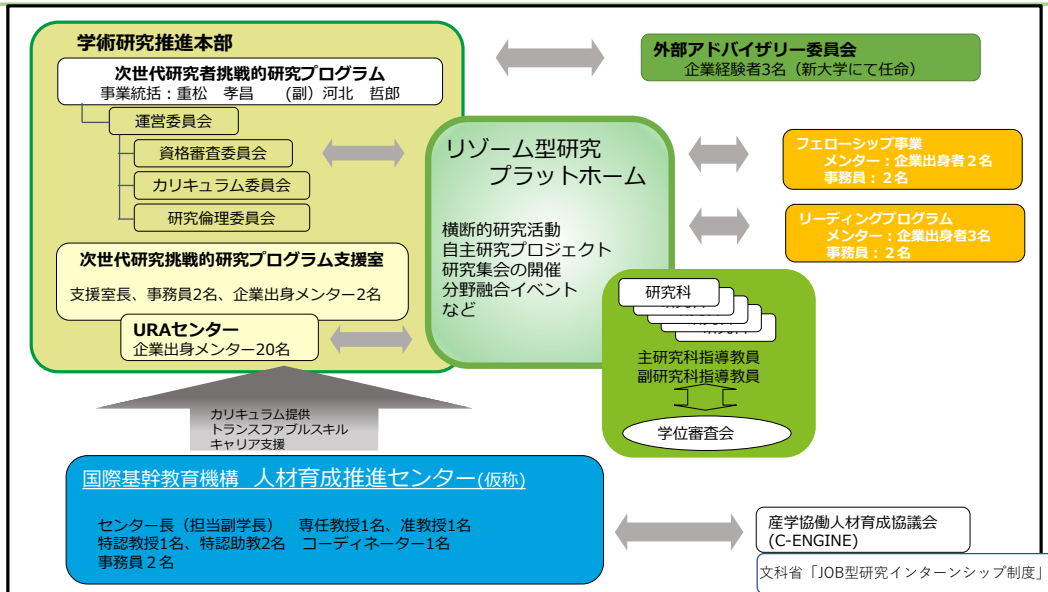 学術研究推進本部
次世代研究者挑戦的研究プログラム
事業統括：重松　孝昌　　(副）河北　哲郎
運営委員会
資格審査委員会
カリキュラム委員会
研究倫理委員会
次世代研究挑戦的研究プログラム支援室
支援室長、事務員2名、企業出身メンター2名
URAセンター
企業出身メンター20名
外部アドバイザリー委員会
企業経験者3名（新大学にて任命）
リゾーム型研究
プラットホーム
横断的研究活動
自主研究プロジェクト
研究集会の開催
分野融合イベント
など
フェローシップ事業
メンター：企業出身者２名
事務員：２名
リーディングプログラム
メンター：企業出身者3名
事務員：２名
研究科
主研究科指導教員
副研究科指導教員
学位審査会
カリキュラム提供
トランスファブルスキル
キャリア支援
国際基幹教育機構　人材育成推進センター(仮称)
センター長（担当副学長）　専任教授1名、准教授1名
特認教授1名、特認助教2名　コーディネーター1名
事務員２名
産学協働人材育成協議会
(C-ENGINE)
文科省「JOB型研究インターンシップ制度」